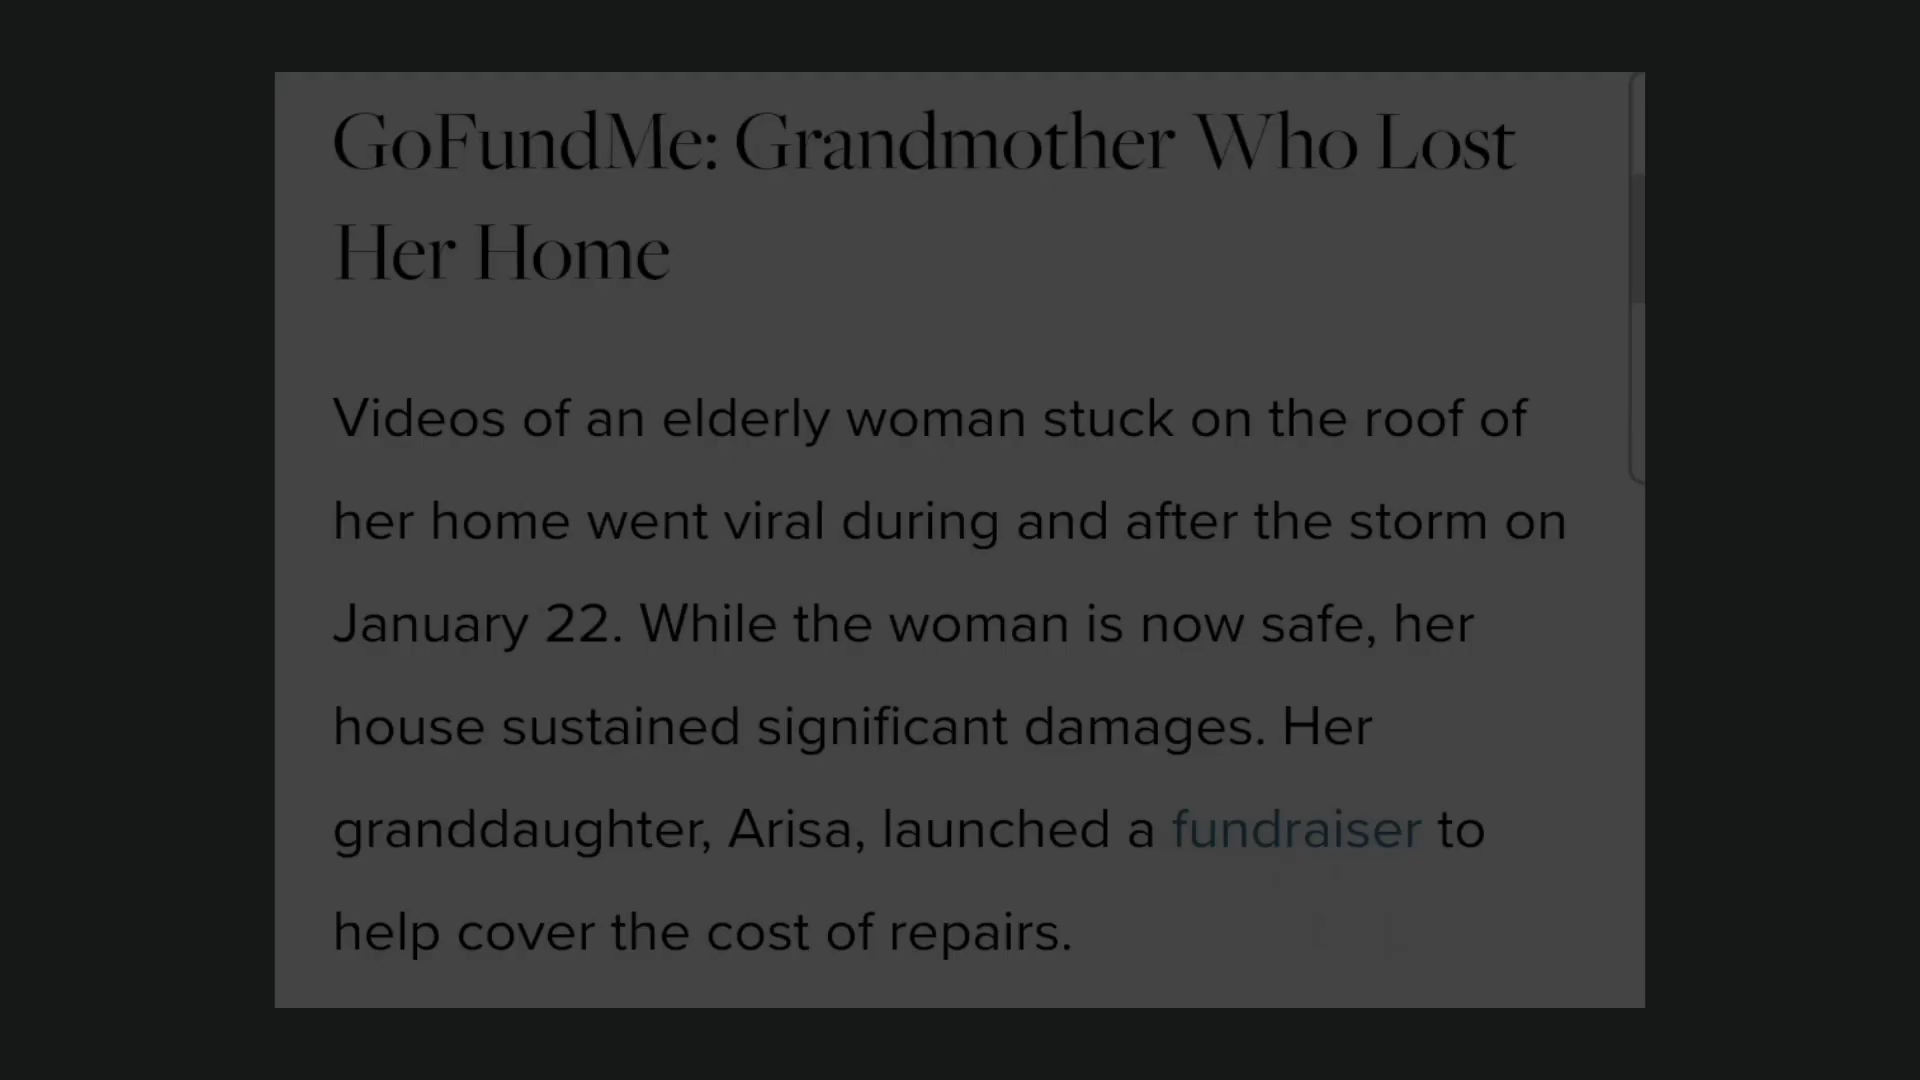 GoFundMe: Grandmother Who Lost
Her Home
Videos of an elderly woman stuck on the roof of
her home went viral during and after the storm on
January 22. While the woman is now safe, her
house sustained significant damages. Her
granddaughter, Arisa, launched a fundraiser to
help cover the cost of repairs.